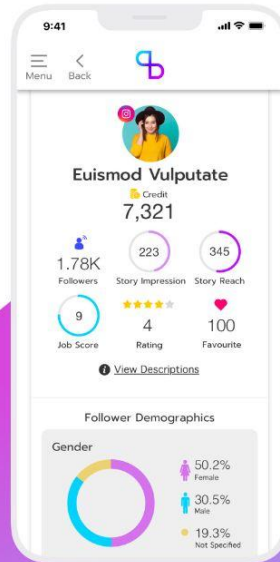 9:41
Menu
Back
Euismod Vulputate
Credit
7,321
1.78K
Followers
223
Story Impression
345
Story Reach
9
Job Score
4
Rating
100
Favourite
View Descriptions
Follower Demographics
Gender
50.2%
Female
30.5%
Male
19.3%
Not Specified